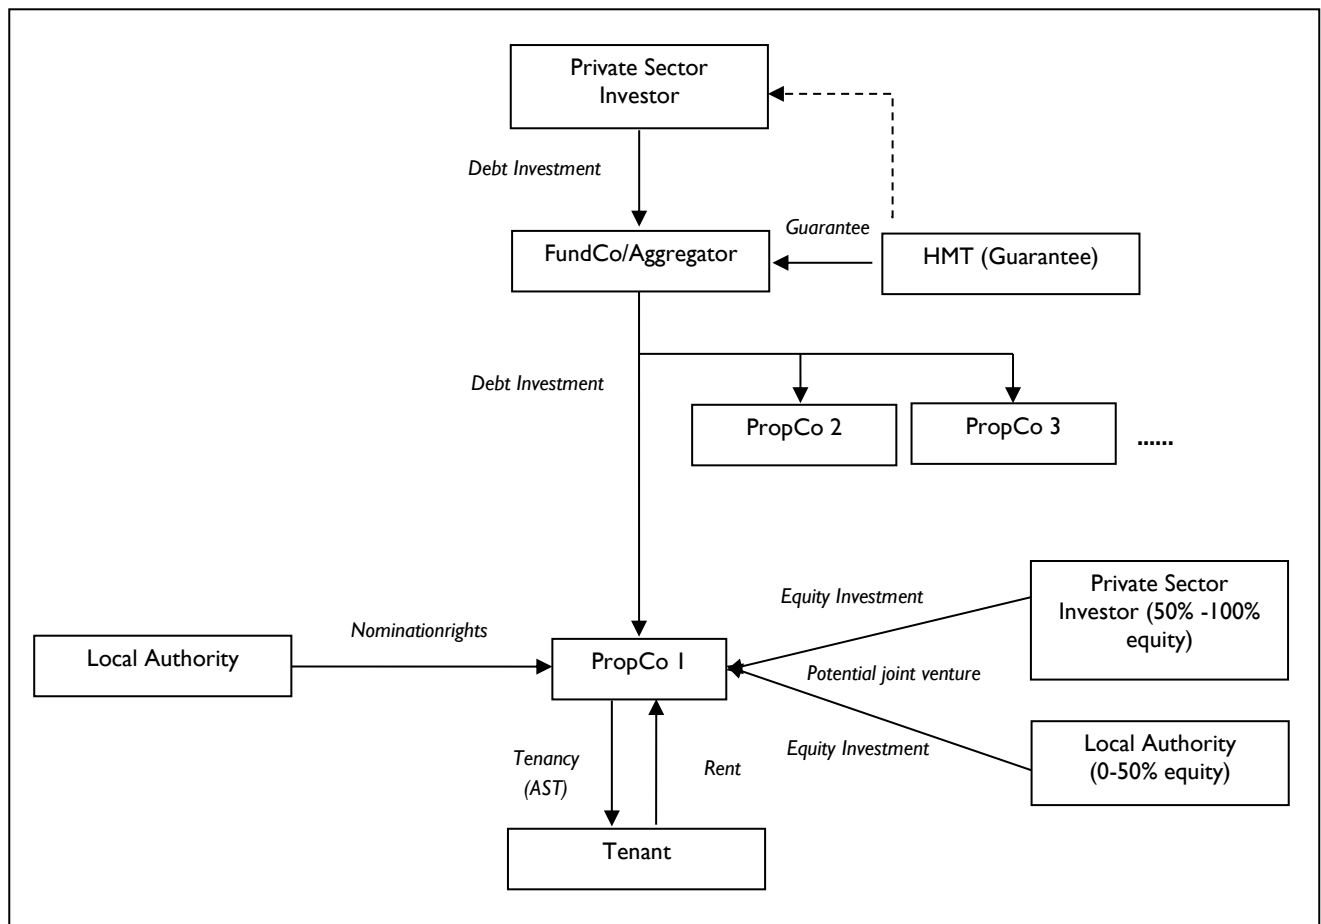 Private Sector
Investor
Debt Investment
Guarantee
FundCo/Aggregator
HMT (Guarantee)
Debt Investment
PropCo 2
PropCo 3
......
Private Sector
Investor (50% -100%
equity)
Equity Investment
Nominationrights
Local Authority
PropCo 1
Potential joint venture
Equity Investment
Local Authority
(0-50% equity)
Tenancy
(AST)
Rent
Tenant